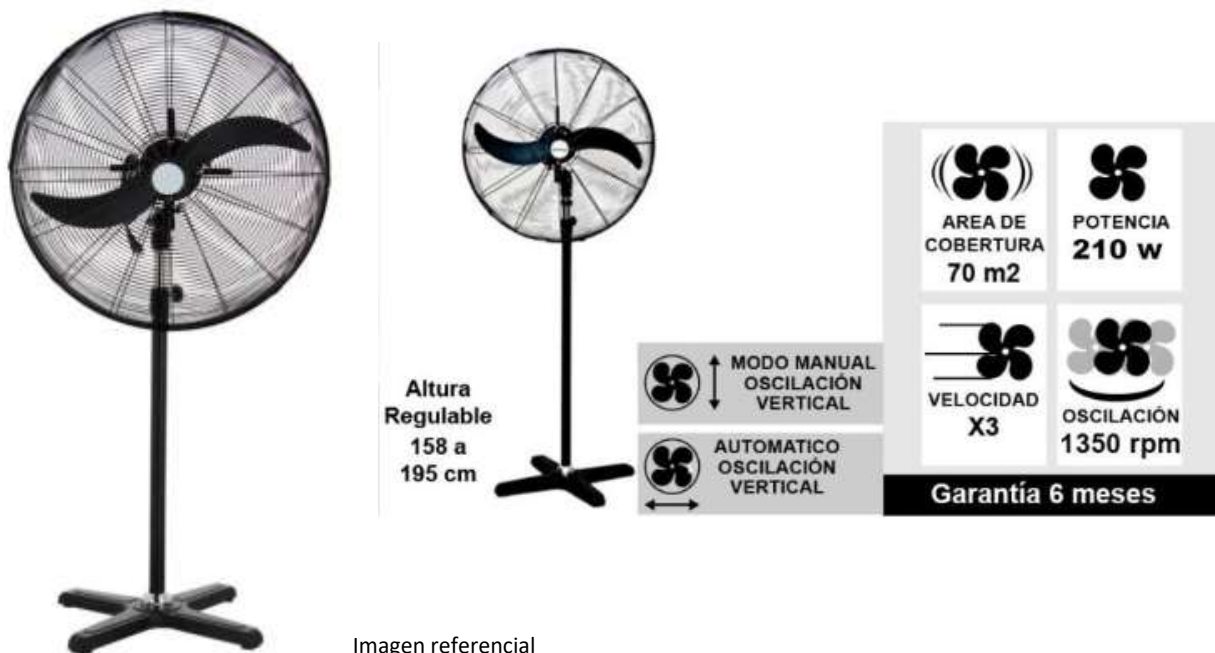 Altura
Regulable
158 a
195 cm
MODO MANUAL
OSCILACIÓN
VERTICAL
AUTOMATICO
OSCILACIÓN
VERTICAL
AREA DE
COBERTURA
70 m2
POTENCIA
210 w
VELOCIDAD
X3
OSCILACIÓN
1350 rpm
Garantía 6 meses
Imagen referencial